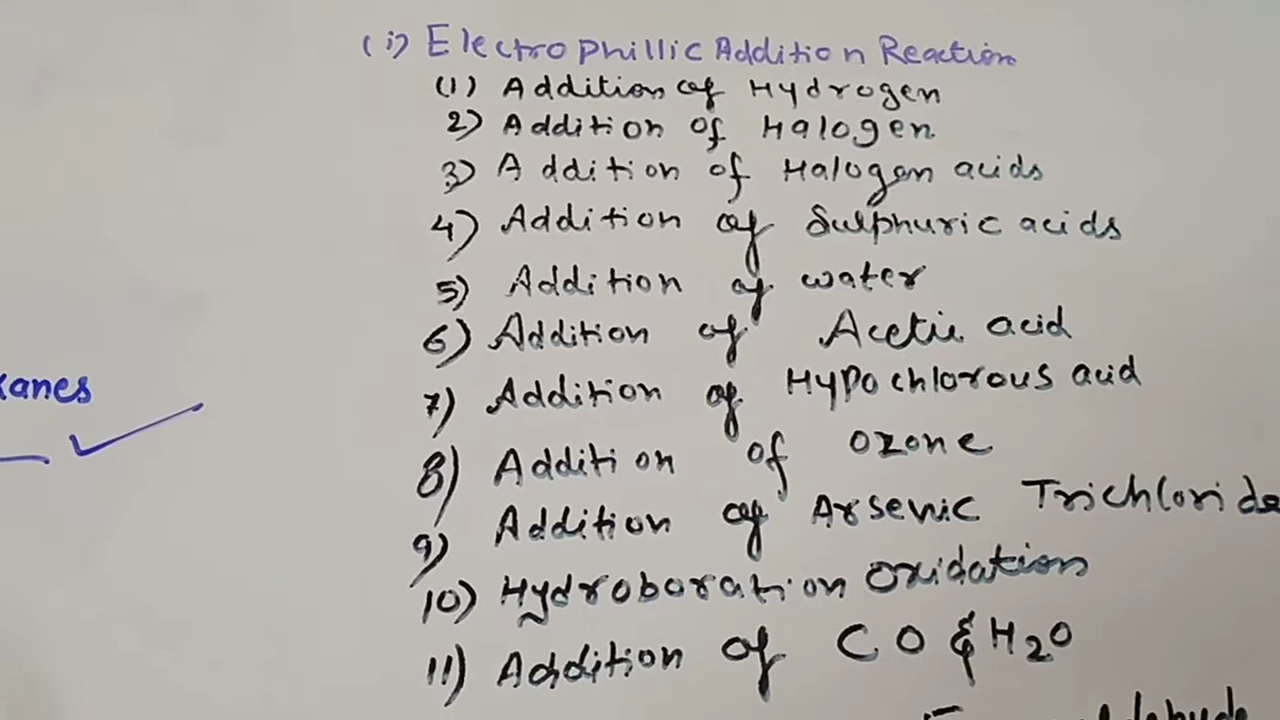 (i) Electrophillic Addition Reaction
(1) Addition of Hydrogen
2) Addition of Halogen
3) Addition of Halogen acids
4) Addition of Sulphuric acids
5) Addition of water
6) Addition of Acetic acid
kanes
7) Addition of Hypochlorous acid
8) Addition of ozone
9) Addition of Arsenic Trichloride
10) Hydroboration Oxidation
11) Addition of CO & H2O